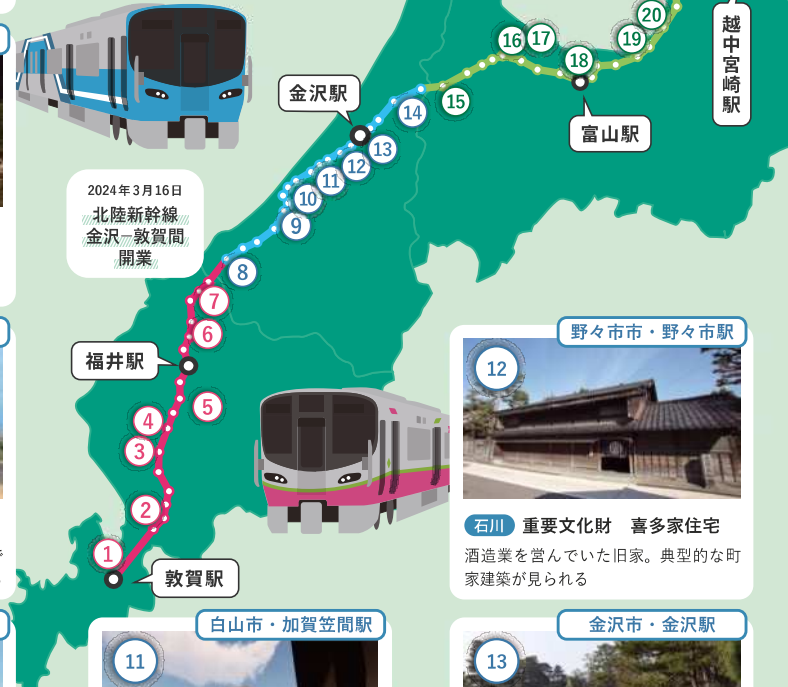 20
越中宮崎駅
19
16
17
18
金沢駅
15
14
富山駅
13
12
11
10
9
2024年3月16日
北陸新幹線
金沢―敦賀間
開業
8
7
6
福井駅
5
4
3
2
1
敦賀駅
野々市市・野々市駅
12
石川 重要文化財 喜多家住宅
酒造業を営んでいた旧家。典型的な町
家建築が見られる
白山市・加賀笠間駅
11
金沢市・金沢駅
13